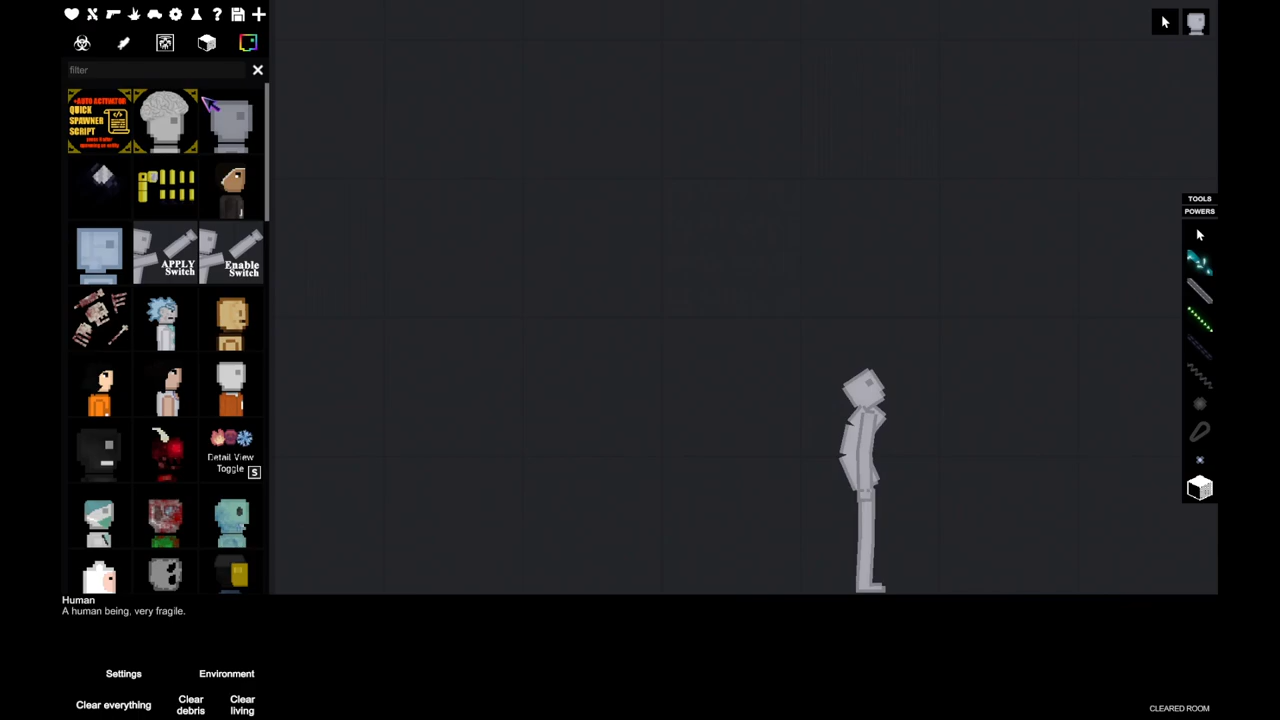 filter
+AUTO ACTIVATOR
QUICK
SPAWNER
SCRIPT
APPLY
Switch
Enable
Switch
Detail View
Toggle
S
TOOLS
POWERS
Human
A human being, very fragile.
Settings
Environment
Clear everything
Clear
debris
Clear
living
CLEARED ROOM